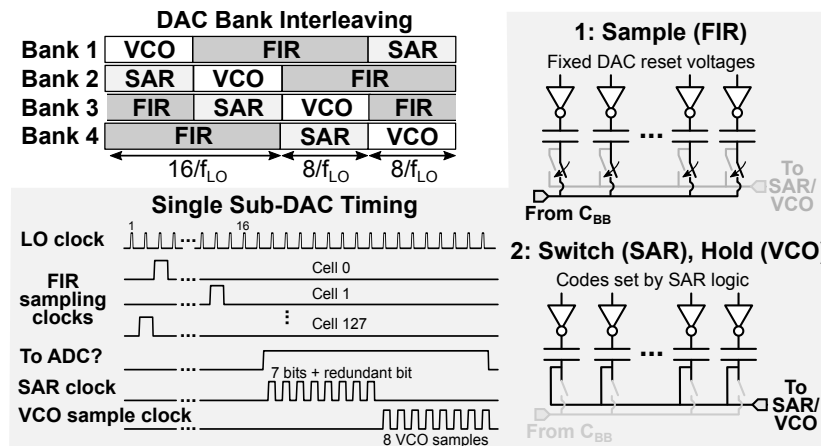 DAC Bank Interleaving
Bank 1 VCO FIR SAR
Bank 2 SAR VCO FIR
Bank 3 FIR SAR VCO FIR
Bank 4 FIR SAR VCO
16/fLO 8/fLO 8/fLO
Single Sub-DAC Timing
LO clock 1 ... 16
FIR
sampling
clocks
... Cell 0
... Cell 1
⋮
... Cell 127
To ADC? ...
7 bits + redundant bit
SAR clock ...
VCO sample clock ...
8 VCO samples
1: Sample (FIR)
Fixed DAC reset voltages
...
To
SAR/
VCO
From CBB
2: Switch (SAR), Hold (VCO)
Codes set by SAR logic
...
To
SAR/
VCO
From CBB